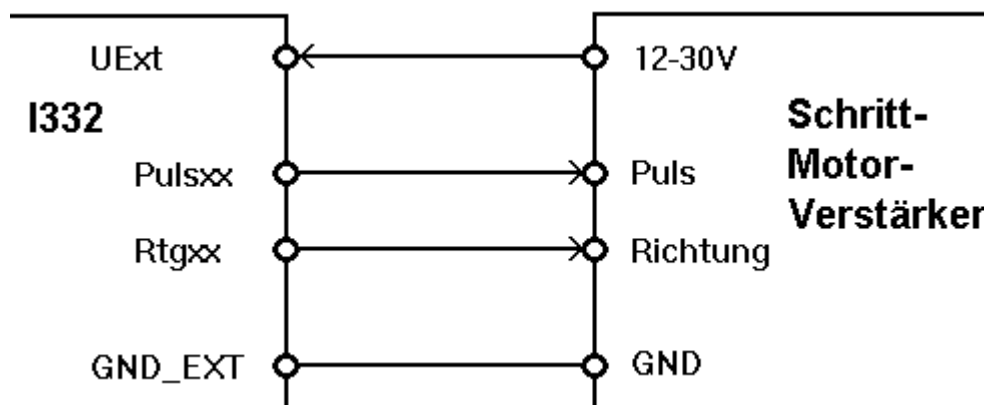 UExt
12-30V
I332
Schritt-
Motor-
Verstärker
Pulsxx
Puls
Rtgxx
Richtung
GND_EXT
GND